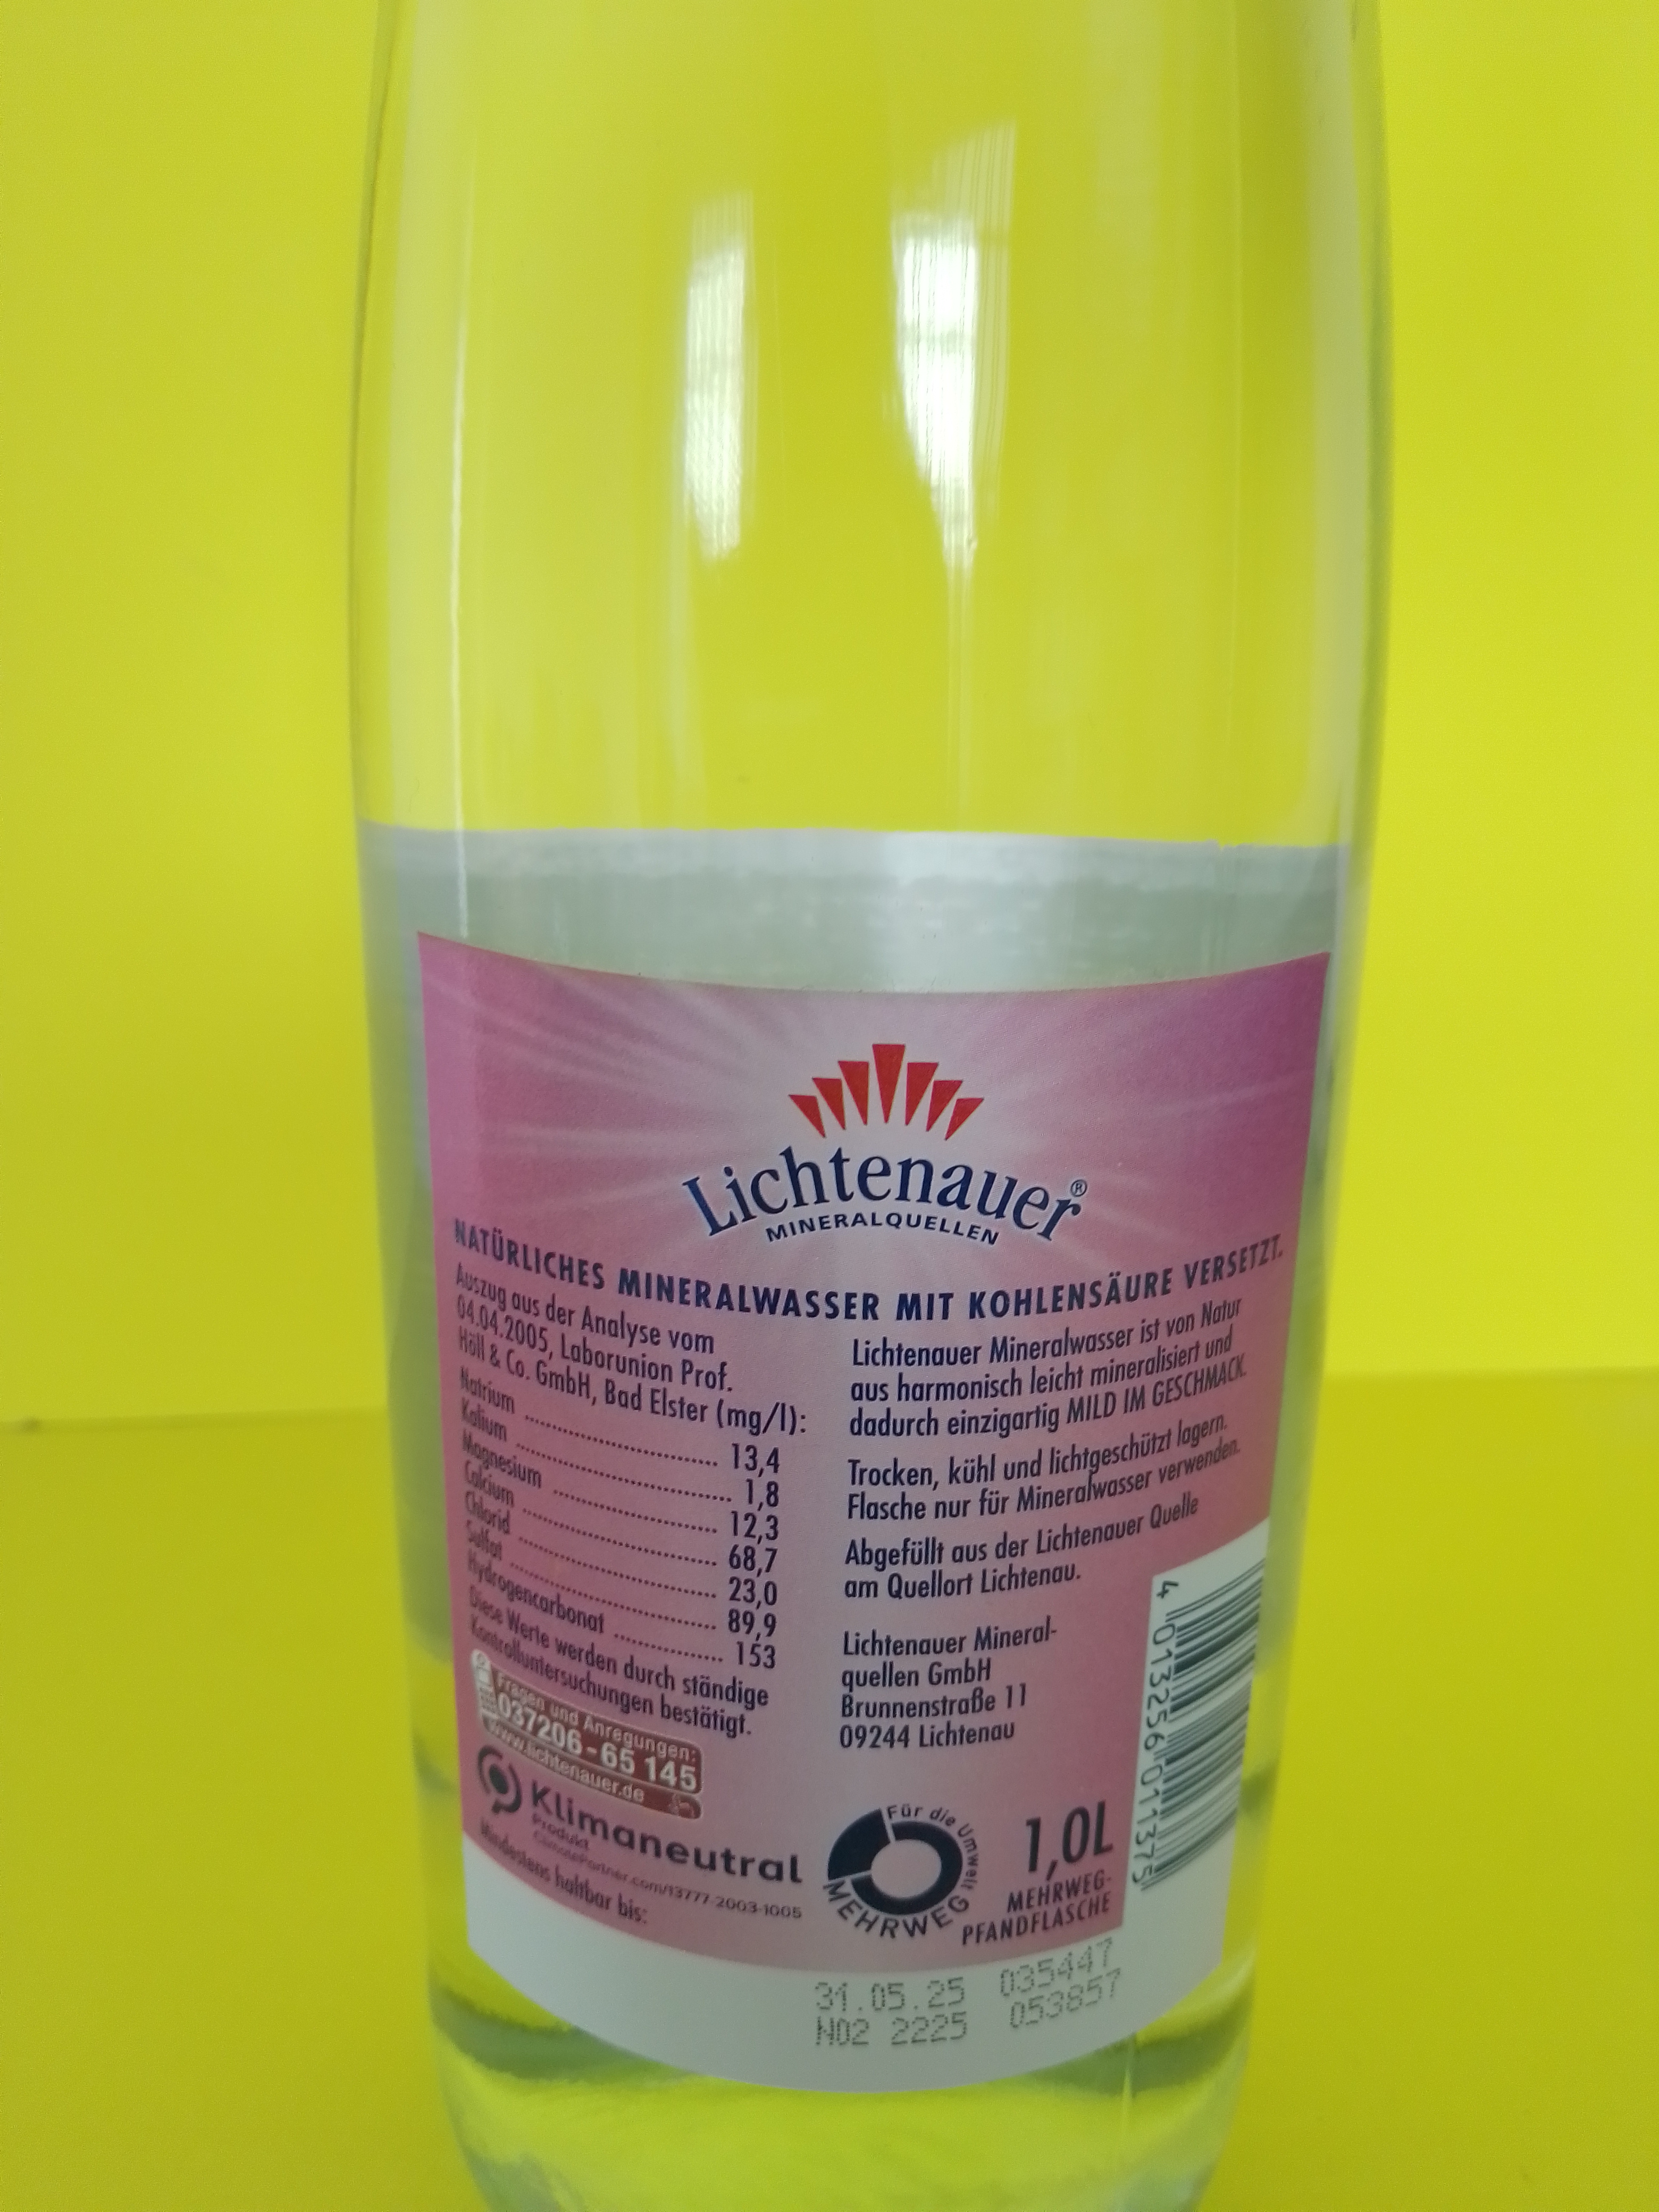 Lichtenauer®
MINERALQUELLEN
NATÜRLICHES MINERALWASSER MIT KOHLENSÄURE VERSETZT.
Auszug aus der Analyse vom
04.04.2005, Laborunion Prof.
Höll & Co. GmbH, Bad Elster (mg/l):
Natrium ........................ 13,4
Kalium ........................ 1,8
Magnesium ........................ 12,3
Calcium ........................ 68,7
Chlorid ........................ 23,0
Sulfat ........................ 89,9
Hydrogencarbonat ............... 153
Diese Werte werden durch ständige
Kontrolluntersuchungen bestätigt.
Fragen und Anregungen:
037206-65 145
www.lichtenauer.de
Klimaneutral
Produkt
ClimatePartner.com/13777-2003-1005
Mindestens haltbar bis:
Lichtenauer Mineralwasser ist von Natur
aus harmonisch leicht mineralisiert und
dadurch einzigartig MILD IM GESCHMACK.
Trocken, kühl und lichtgeschützt lagern.
Flasche nur für Mineralwasser verwenden.
Abgefüllt aus der Lichtenauer Quelle
am Quellort Lichtenau.
Lichtenauer Mineral-
quellen GmbH
Brunnenstraße 11
09244 Lichtenau
Für die Umwelt
MEHRWEG
1,0L
MEHRWEG-
PFANDFLASCHE
4 013256 011375
31.05.25 035447
N02 2225 053857